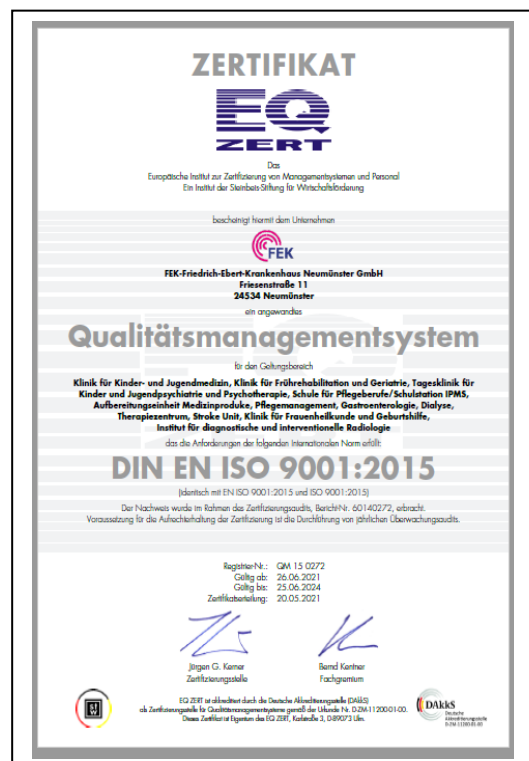 ZERTIFIKAT
EQ
ZERT
Das
Europäische Institut zur Zertifizierung von Managementsystemen und Personal
Ein Institut der Steinbeis-Stiftung für Wirtschaftsförderung
bescheinigt hiermit dem Unternehmen
FEK
FEK-Friedrich-Ebert-Krankenhaus Neumünster GmbH
Friesenstraße 11
24534 Neumünster
ein angewandtes
Qualitätsmanagementsystem
für den Geltungsbereich
Klinik für Kinder- und Jugendmedizin, Klinik für Frührehabilitation und Geriatrie, Tagesklinik für
Kinder und Jugendpsychiatrie und Psychotherapie, Schule für Pflegeberufe/Schulstation IPMS,
Aufbereitungseinheit Medizinproduke, Pflegemanagement, Gastroenterologie, Dialyse,
Therapiezentrum, Stroke Unit, Klinik für Frauenheilkunde und Geburtshilfe,
Institut für diagnostische und interventionelle Radiologie
das die Anforderungen der folgenden Internationalen Norm erfüllt:
DIN EN ISO 9001:2015
(identisch mit EN ISO 9001:2015 und ISO 9001:2015)
Der Nachweis wurde im Rahmen des Zertifizierungsaudits, Bericht-Nr. 60140272, erbracht.
Voraussetzung für die Aufrechterhaltung der Zertifizierung ist die Durchführung von jährlichen Überwachungsaudits.
Registrier-Nr.: QM 15 0272
Gültig ab: 26.06.2021
Gültig bis: 25.06.2024
Zertifikaterteilung: 20.05.2021
Jürgen G. Kerner
Zertifizierungsstelle
Bernd Kentner
Fachgremium
EQ ZERT ist akkreditiert durch die Deutsche Akkreditierungsstelle (DAkkS)
als Zertifizierungsstelle für Qualitätsmanagementsysteme gemäß der Urkunde Nr. D-ZM-11200-01-00.
Dieses Zertifikat ist Eigentum des EQ ZERT, Karlstraße 3, D-89073 Ulm.
DAkkS
Deutsche
Akkreditierungsstelle
D-ZM-11200-01-00